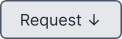 Request ↓